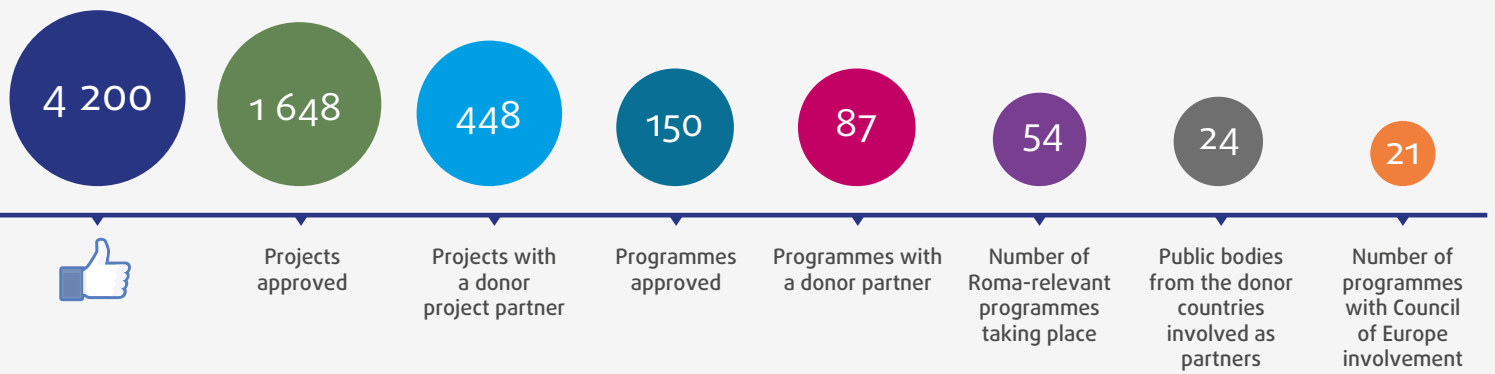 4 200
1 648
448
150
87
54
24
21
Projects
approved
Projects with
a donor
project partner
Programmes
approved
Programmes with
a donor partner
Number of
Roma-relevant
programmes
taking place
Public bodies
from the donor
countries
involved as
partners
Number of
programmes
with Council
of Europe
involvement